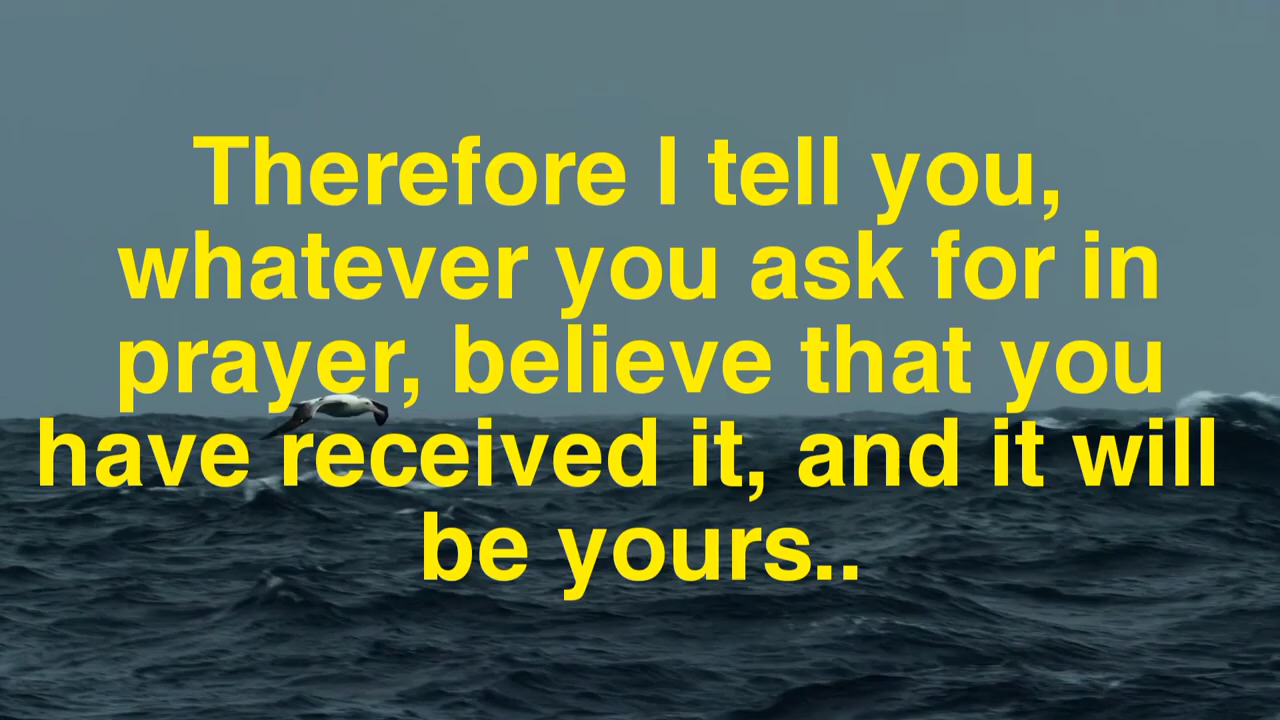 Therefore I tell you,
whatever you ask for in
prayer, believe that you
have received it, and it will
be yours..